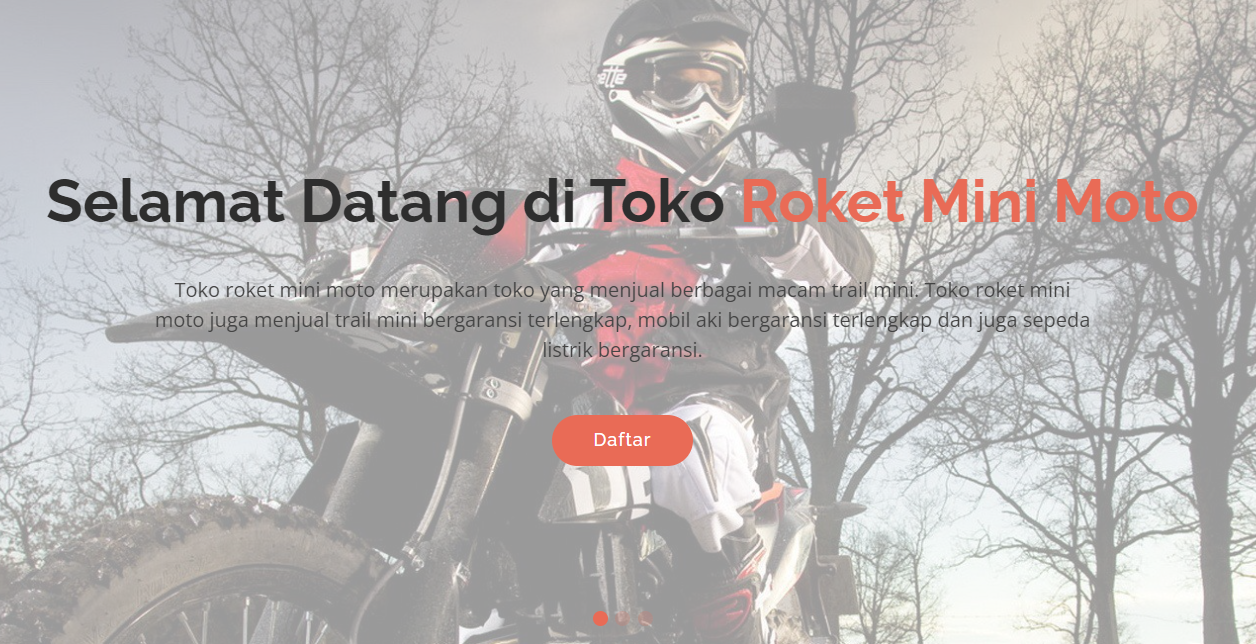 Selamat Datang di Toko Roket Mini Moto
Toko roket mini moto merupakan toko yang menjual berbagai macam trail mini. Toko roket mini
moto juga menjual trail mini bergaransi terlengkap, mobil aki bergaransi terlengkap dan juga sepeda
listrik bergaransi.
Daftar